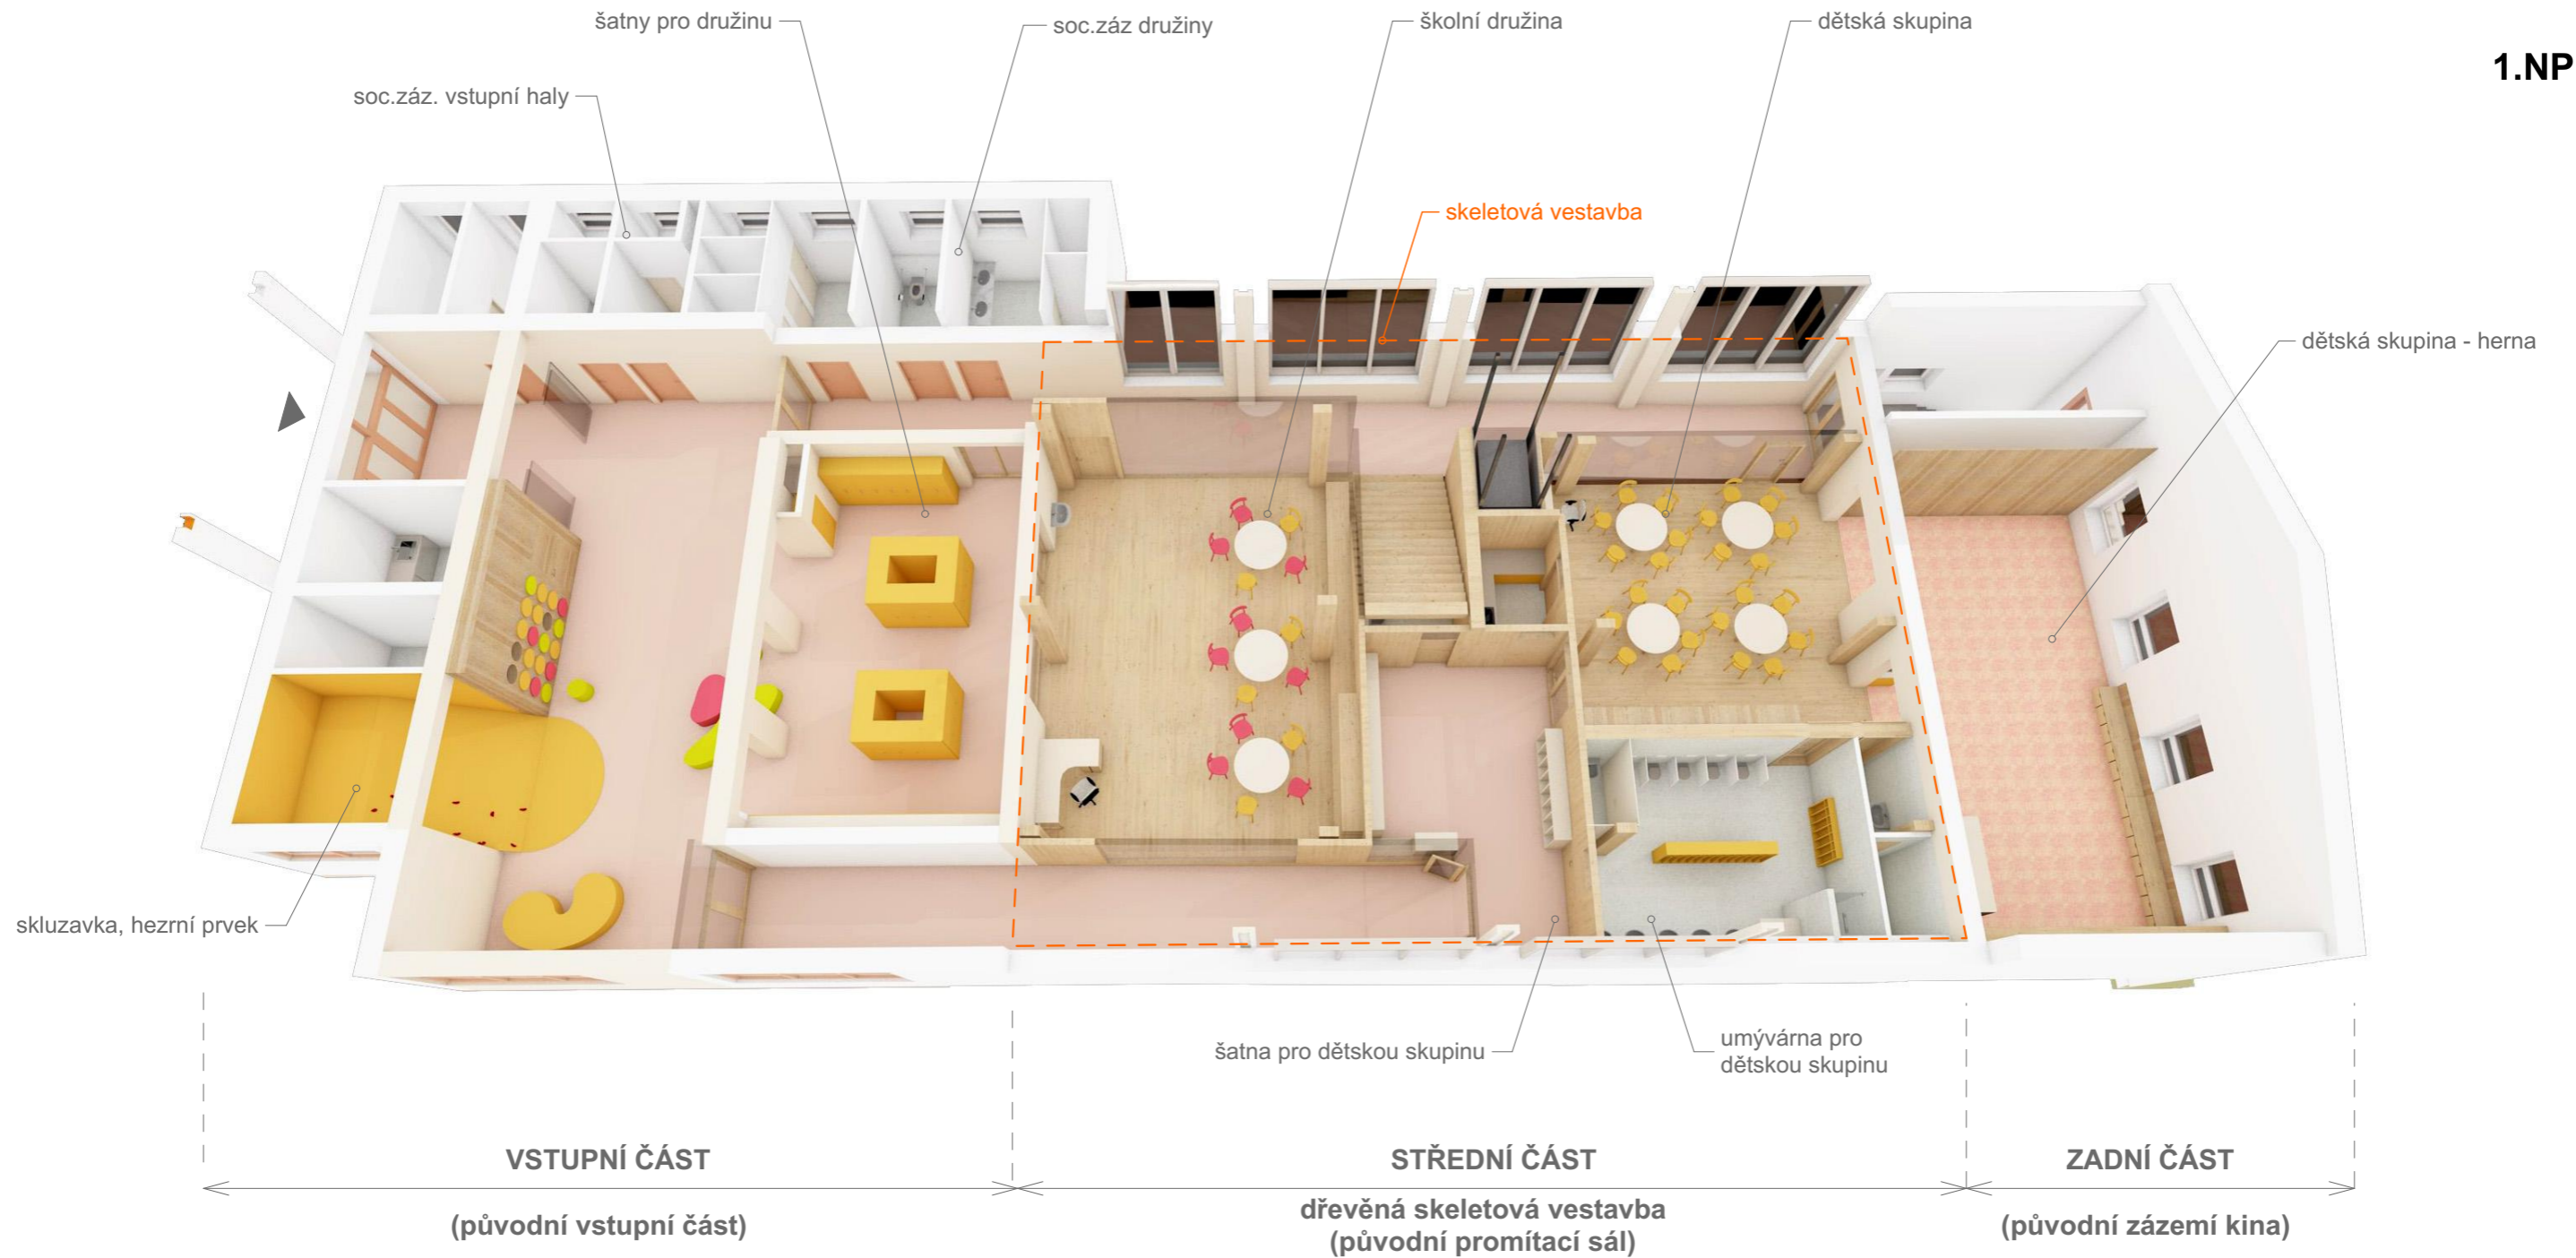 šatny pro družinu
soc.záz družiny
školní družina
dětská skupina
1.NP
soc.záz. vstupní haly
skeletová vestavba
dětská skupina - herna
skluzavka, hezrní prvek
šatna pro dětskou skupinu
umývárna pro
dětskou skupinu
VSTUPNÍ ČÁST
STŘEDNÍ ČÁST
ZADNÍ ČÁST
(původní vstupní část)
dřevěná skeletová vestavba
(původní promítací sál)
(původní zázemí kina)